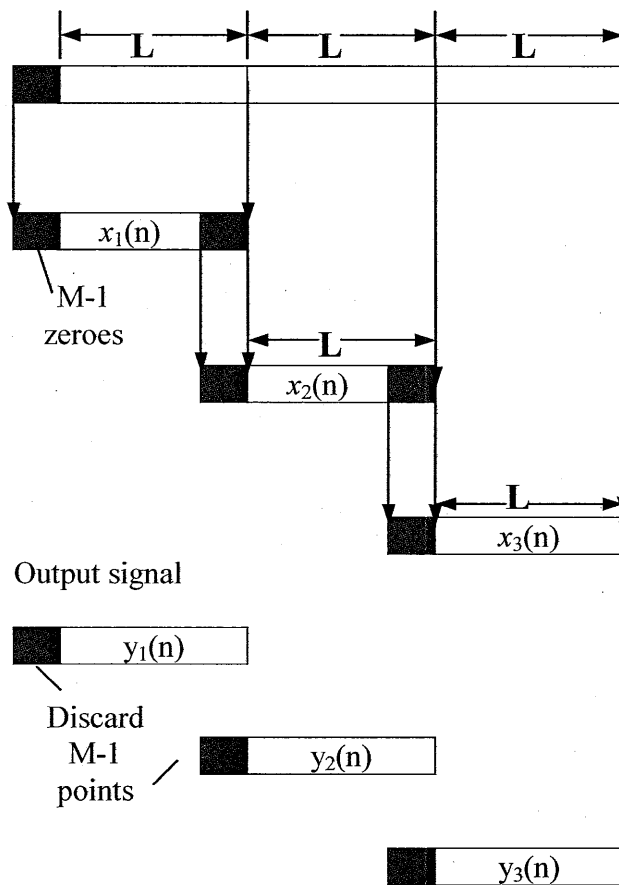 L L L
x1(n)
M-1
zeroes
L
x2(n)
L
x3(n)
Output signal
y1(n)
Discard
M-1
points
y2(n)
y3(n)